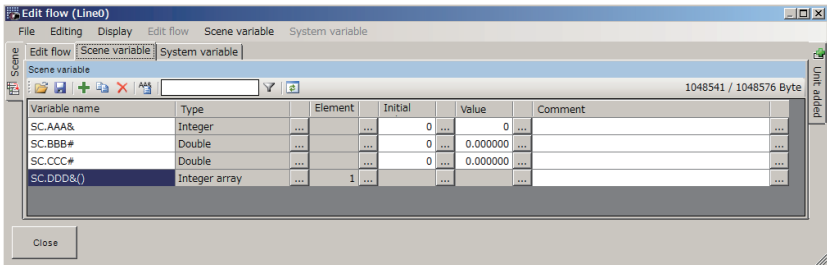 Edit flow (Line0)
File Editing Display Edit flow Scene variable System variable
Scene
Edit flow Scene variable System variable
Scene variable
1048541 / 1048576 Byte
Unit added
Variable name Type Element Initial Value Comment
SC.AAA& Integer ... ... 0 ... 0 ... ...
SC.BBB# Double ... ... 0 ... 0.000000 ... ...
SC.CCC# Double ... ... 0 ... 0.000000 ... ...
SC.DDD&() Integer array ... 1 ... ... ... ...
Close